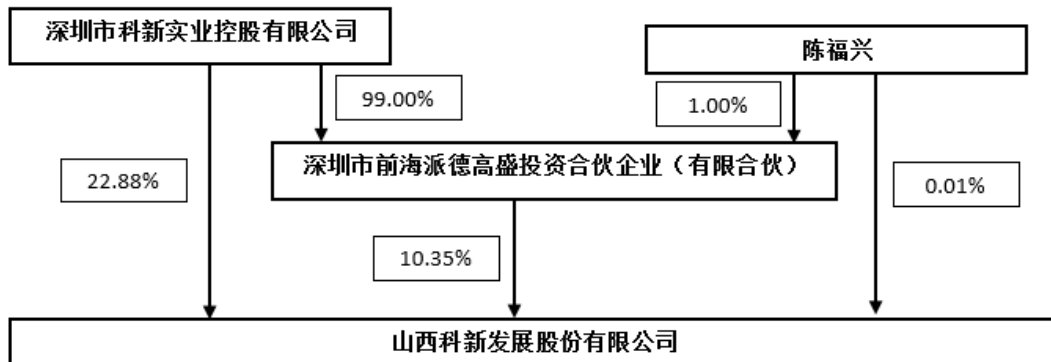 深圳市科新实业控股有限公司
陈福兴
99.00%
1.00%
深圳市前海派德高盛投资合伙企业（有限合伙）
22.88%
0.01%
10.35%
山西科新发展股份有限公司